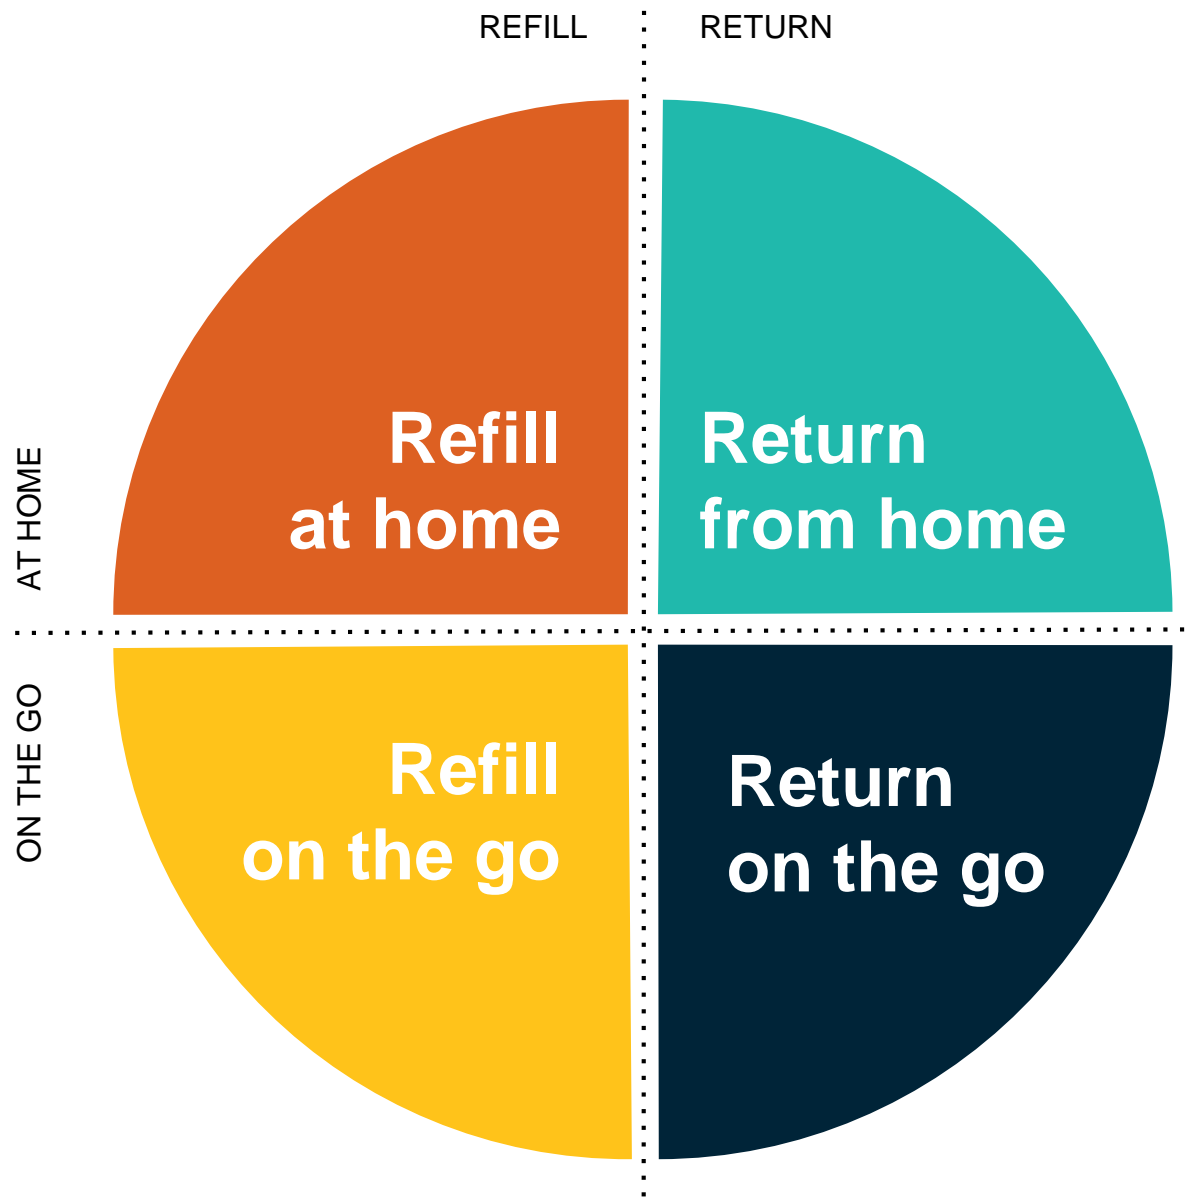 REFILL
RETURN
AT HOME
Refill
at home
Return
from home
ON THE GO
Refill
on the go
Return
on the go